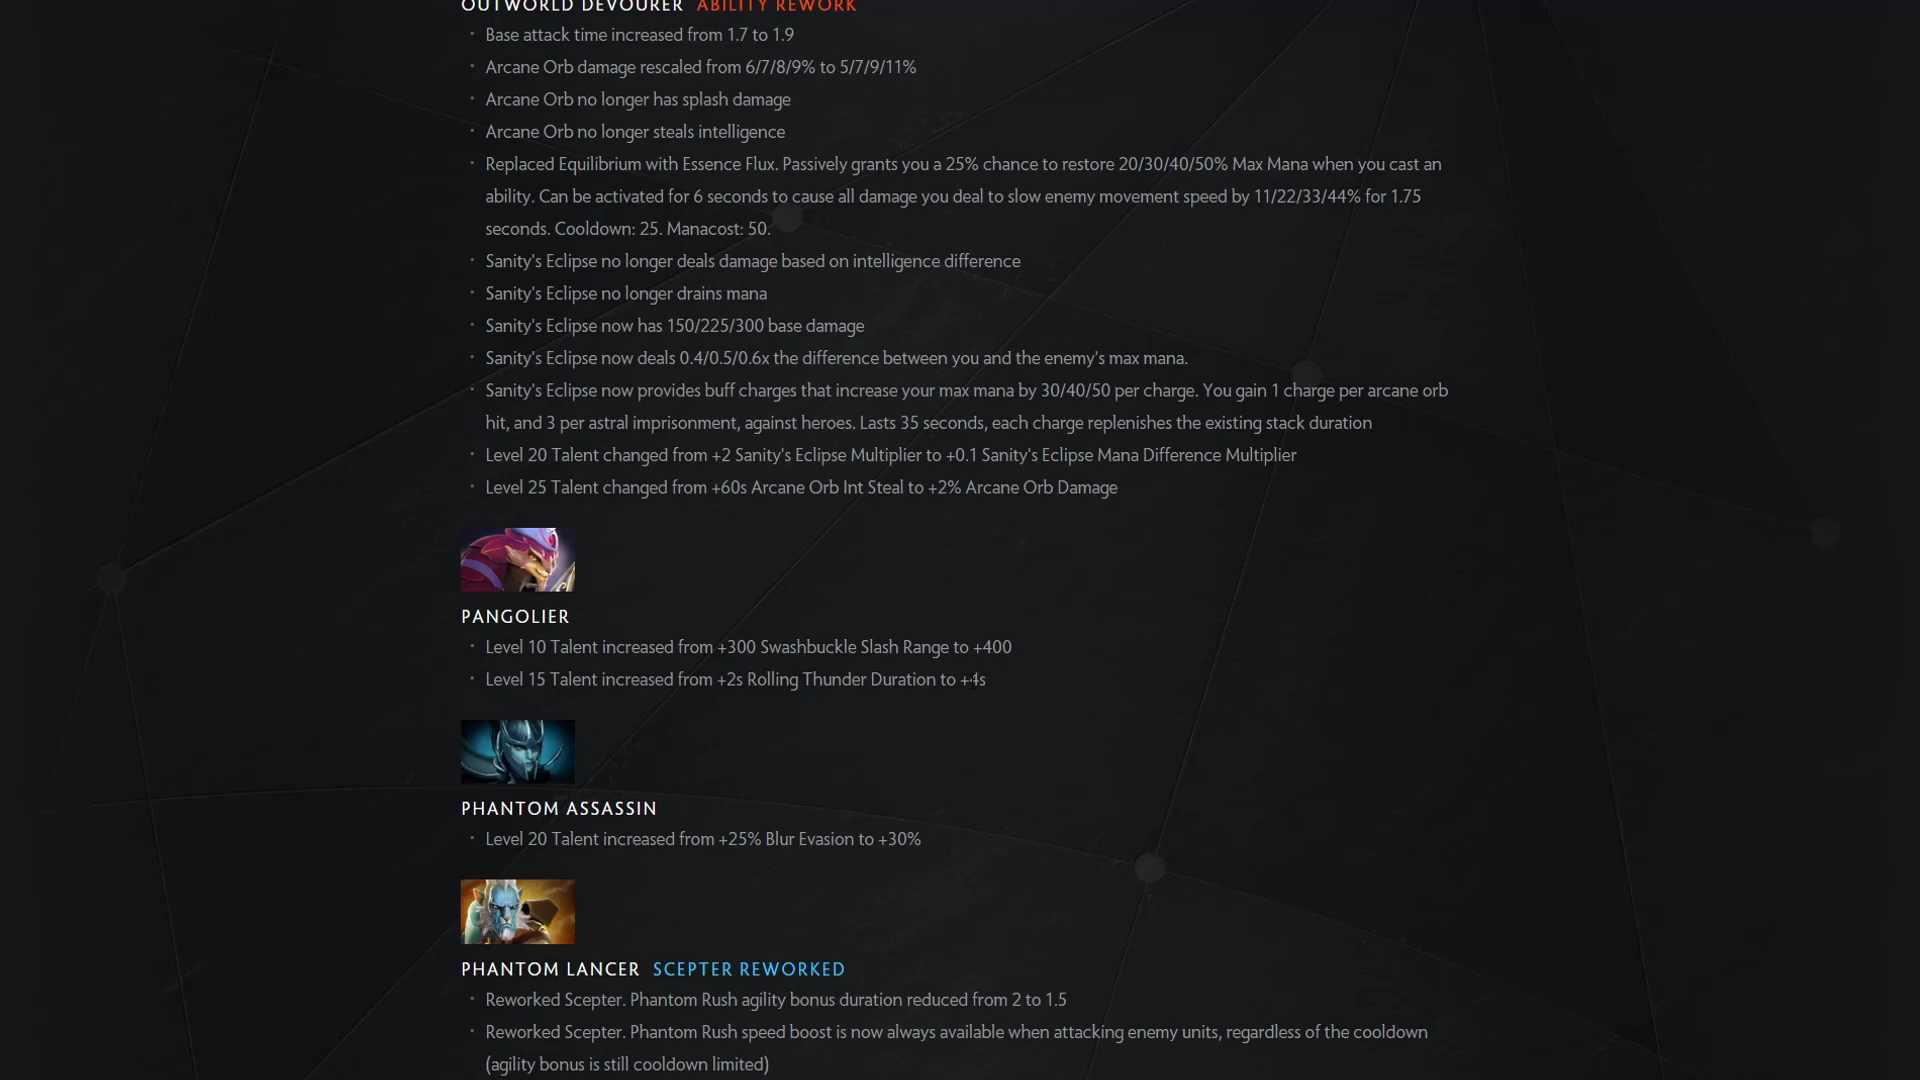 OUTWORLD DEVOURER ABILITY REWORK
· Base attack time increased from 1.7 to 1.9
· Arcane Orb damage rescaled from 6/7/8/9% to 5/7/9/11%
· Arcane Orb no longer has splash damage
· Arcane Orb no longer steals intelligence
· Replaced Equilibrium with Essence Flux. Passively grants you a 25% chance to restore 20/30/40/50% Max Mana when you cast an
ability. Can be activated for 6 seconds to cause all damage you deal to slow enemy movement speed by 11/22/33/44% for 1.75
seconds. Cooldown: 25. Manacost: 50.
· Sanity's Eclipse no longer deals damage based on intelligence difference
· Sanity's Eclipse no longer drains mana
· Sanity's Eclipse now has 150/225/300 base damage
· Sanity's Eclipse now deals 0.4/0.5/0.6x the difference between you and the enemy's max mana.
· Sanity's Eclipse now provides buff charges that increase your max mana by 30/40/50 per charge. You gain 1 charge per arcane orb
hit, and 3 per astral imprisonment, against heroes. Lasts 35 seconds, each charge replenishes the existing stack duration
· Level 20 Talent changed from +2 Sanity's Eclipse Multiplier to +0.1 Sanity's Eclipse Mana Difference Multiplier
· Level 25 Talent changed from +60s Arcane Orb Int Steal to +2% Arcane Orb Damage
PANGOLIER
· Level 10 Talent increased from +300 Swashbuckle Slash Range to +400
· Level 15 Talent increased from +2s Rolling Thunder Duration to
PHANTOM ASSASSIN
· Level 20 Talent increased from +25% Blur Evasion to +30%
PHANTOM LANCER SCEPTER REWORKED
· Reworked Scepter. Phantom Rush agility bonus duration reduced from 2 to 1.5
· Reworked Scepter. Phantom Rush speed boost is now always available when attacking enemy units, regardless of the cooldown
(agility bonus is still cooldown limited)